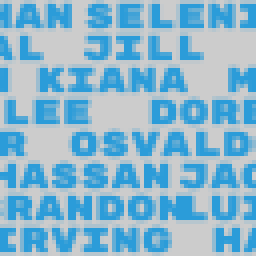 HAN SELENI
AL JILL
KIANA M
LEE DORE
R OSVALD
HASSAN JAC
BRANDON LUI
IRVING HA